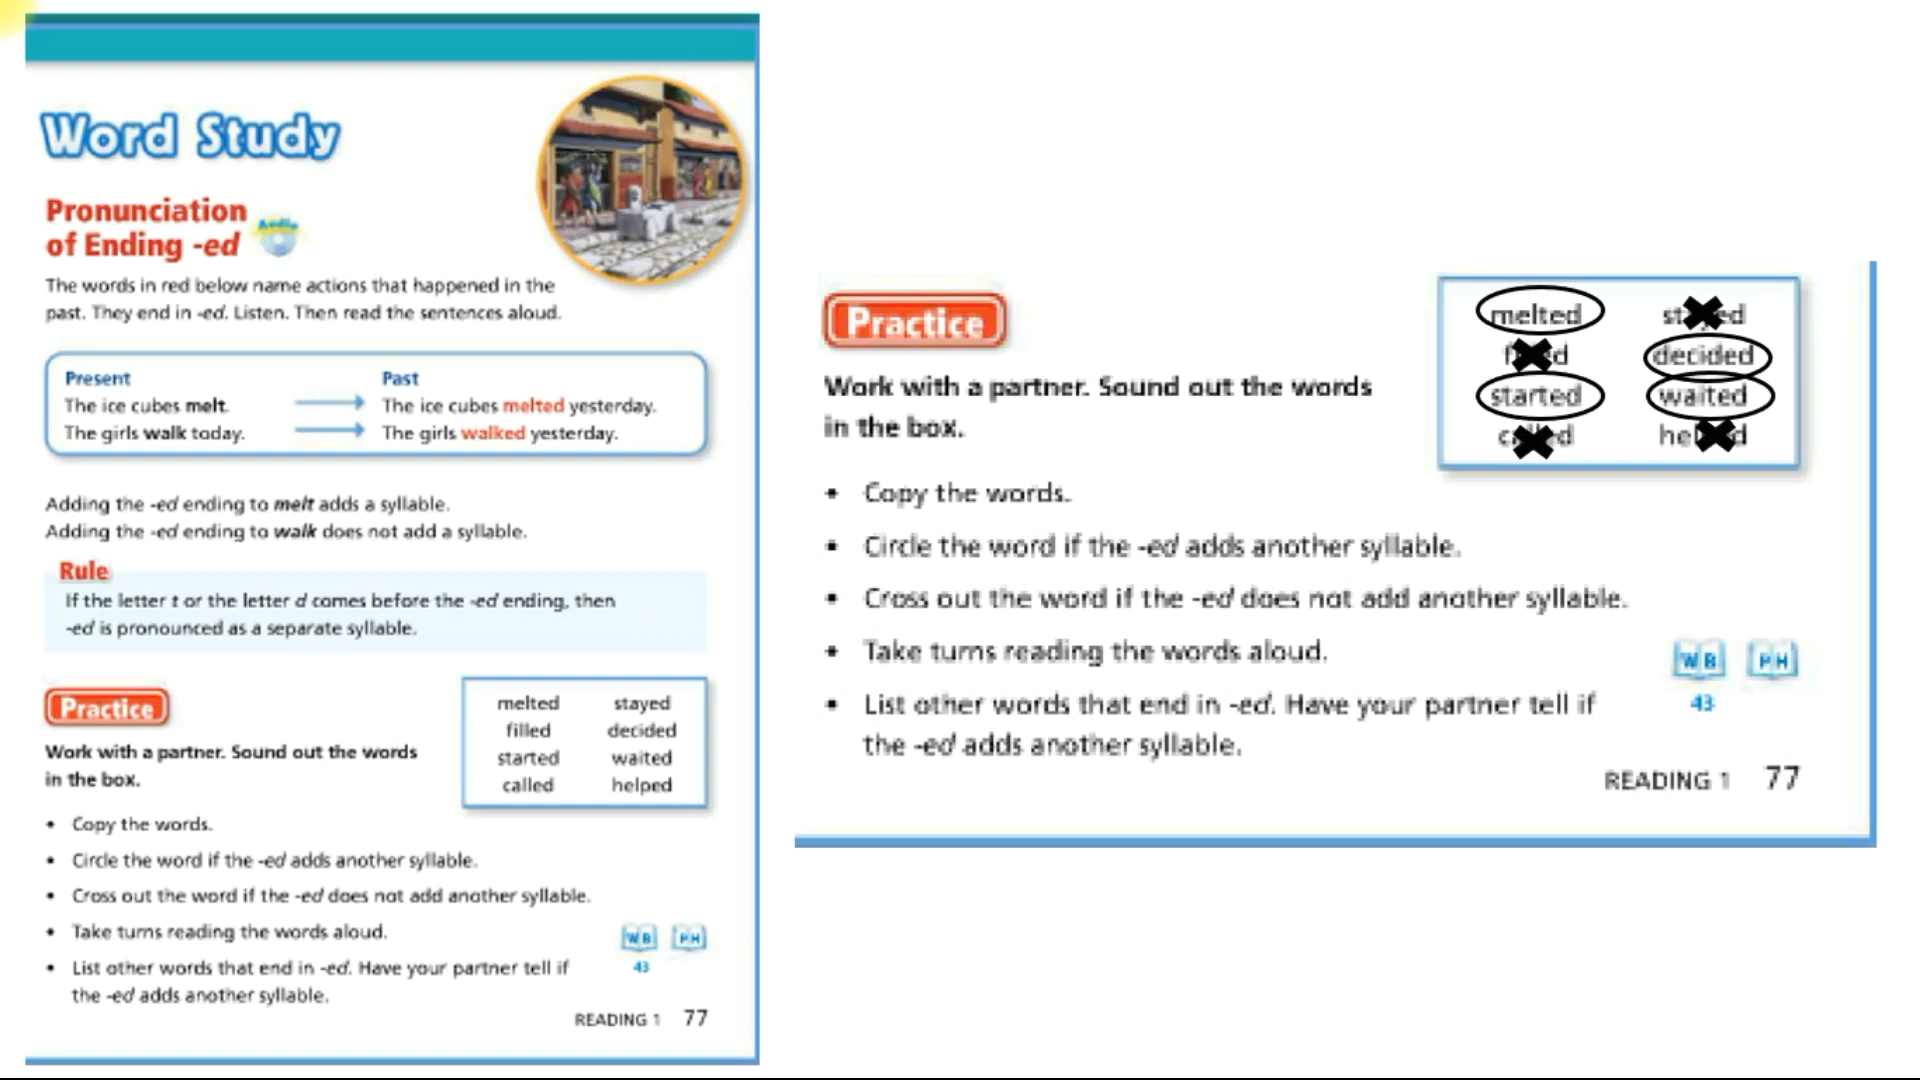 Word Study
Pronunciation
of Ending -ed
Audio
The words in red below name actions that happened in the
past. They end in -ed. Listen. Then read the sentences aloud.
Present Past
The ice cubes melt. The ice cubes melted yesterday.
The girls walk today. The girls walked yesterday.
Adding the -ed ending to melt adds a syllable.
Adding the -ed ending to walk does not add a syllable.
Rule
If the letter t or the letter d comes before the -ed ending, then
-ed is pronounced as a separate syllable.
Practice
Work with a partner. Sound out the words
in the box.
melted stayed
filled decided
started waited
called helped
• Copy the words.
• Circle the word if the -ed adds another syllable.
• Cross out the word if the -ed does not add another syllable.
• Take turns reading the words aloud.
• List other words that end in -ed. Have your partner tell if
the -ed adds another syllable.
WB PH
43
READING 1 77
Practice
Work with a partner. Sound out the words
in the box.
melted stayed
filled decided
started waited
called helped
• Copy the words.
• Circle the word if the -ed adds another syllable.
• Cross out the word if the -ed does not add another syllable.
• Take turns reading the words aloud.
• List other words that end in -ed. Have your partner tell if
the -ed adds another syllable.
WB PH
43
READING 1 77